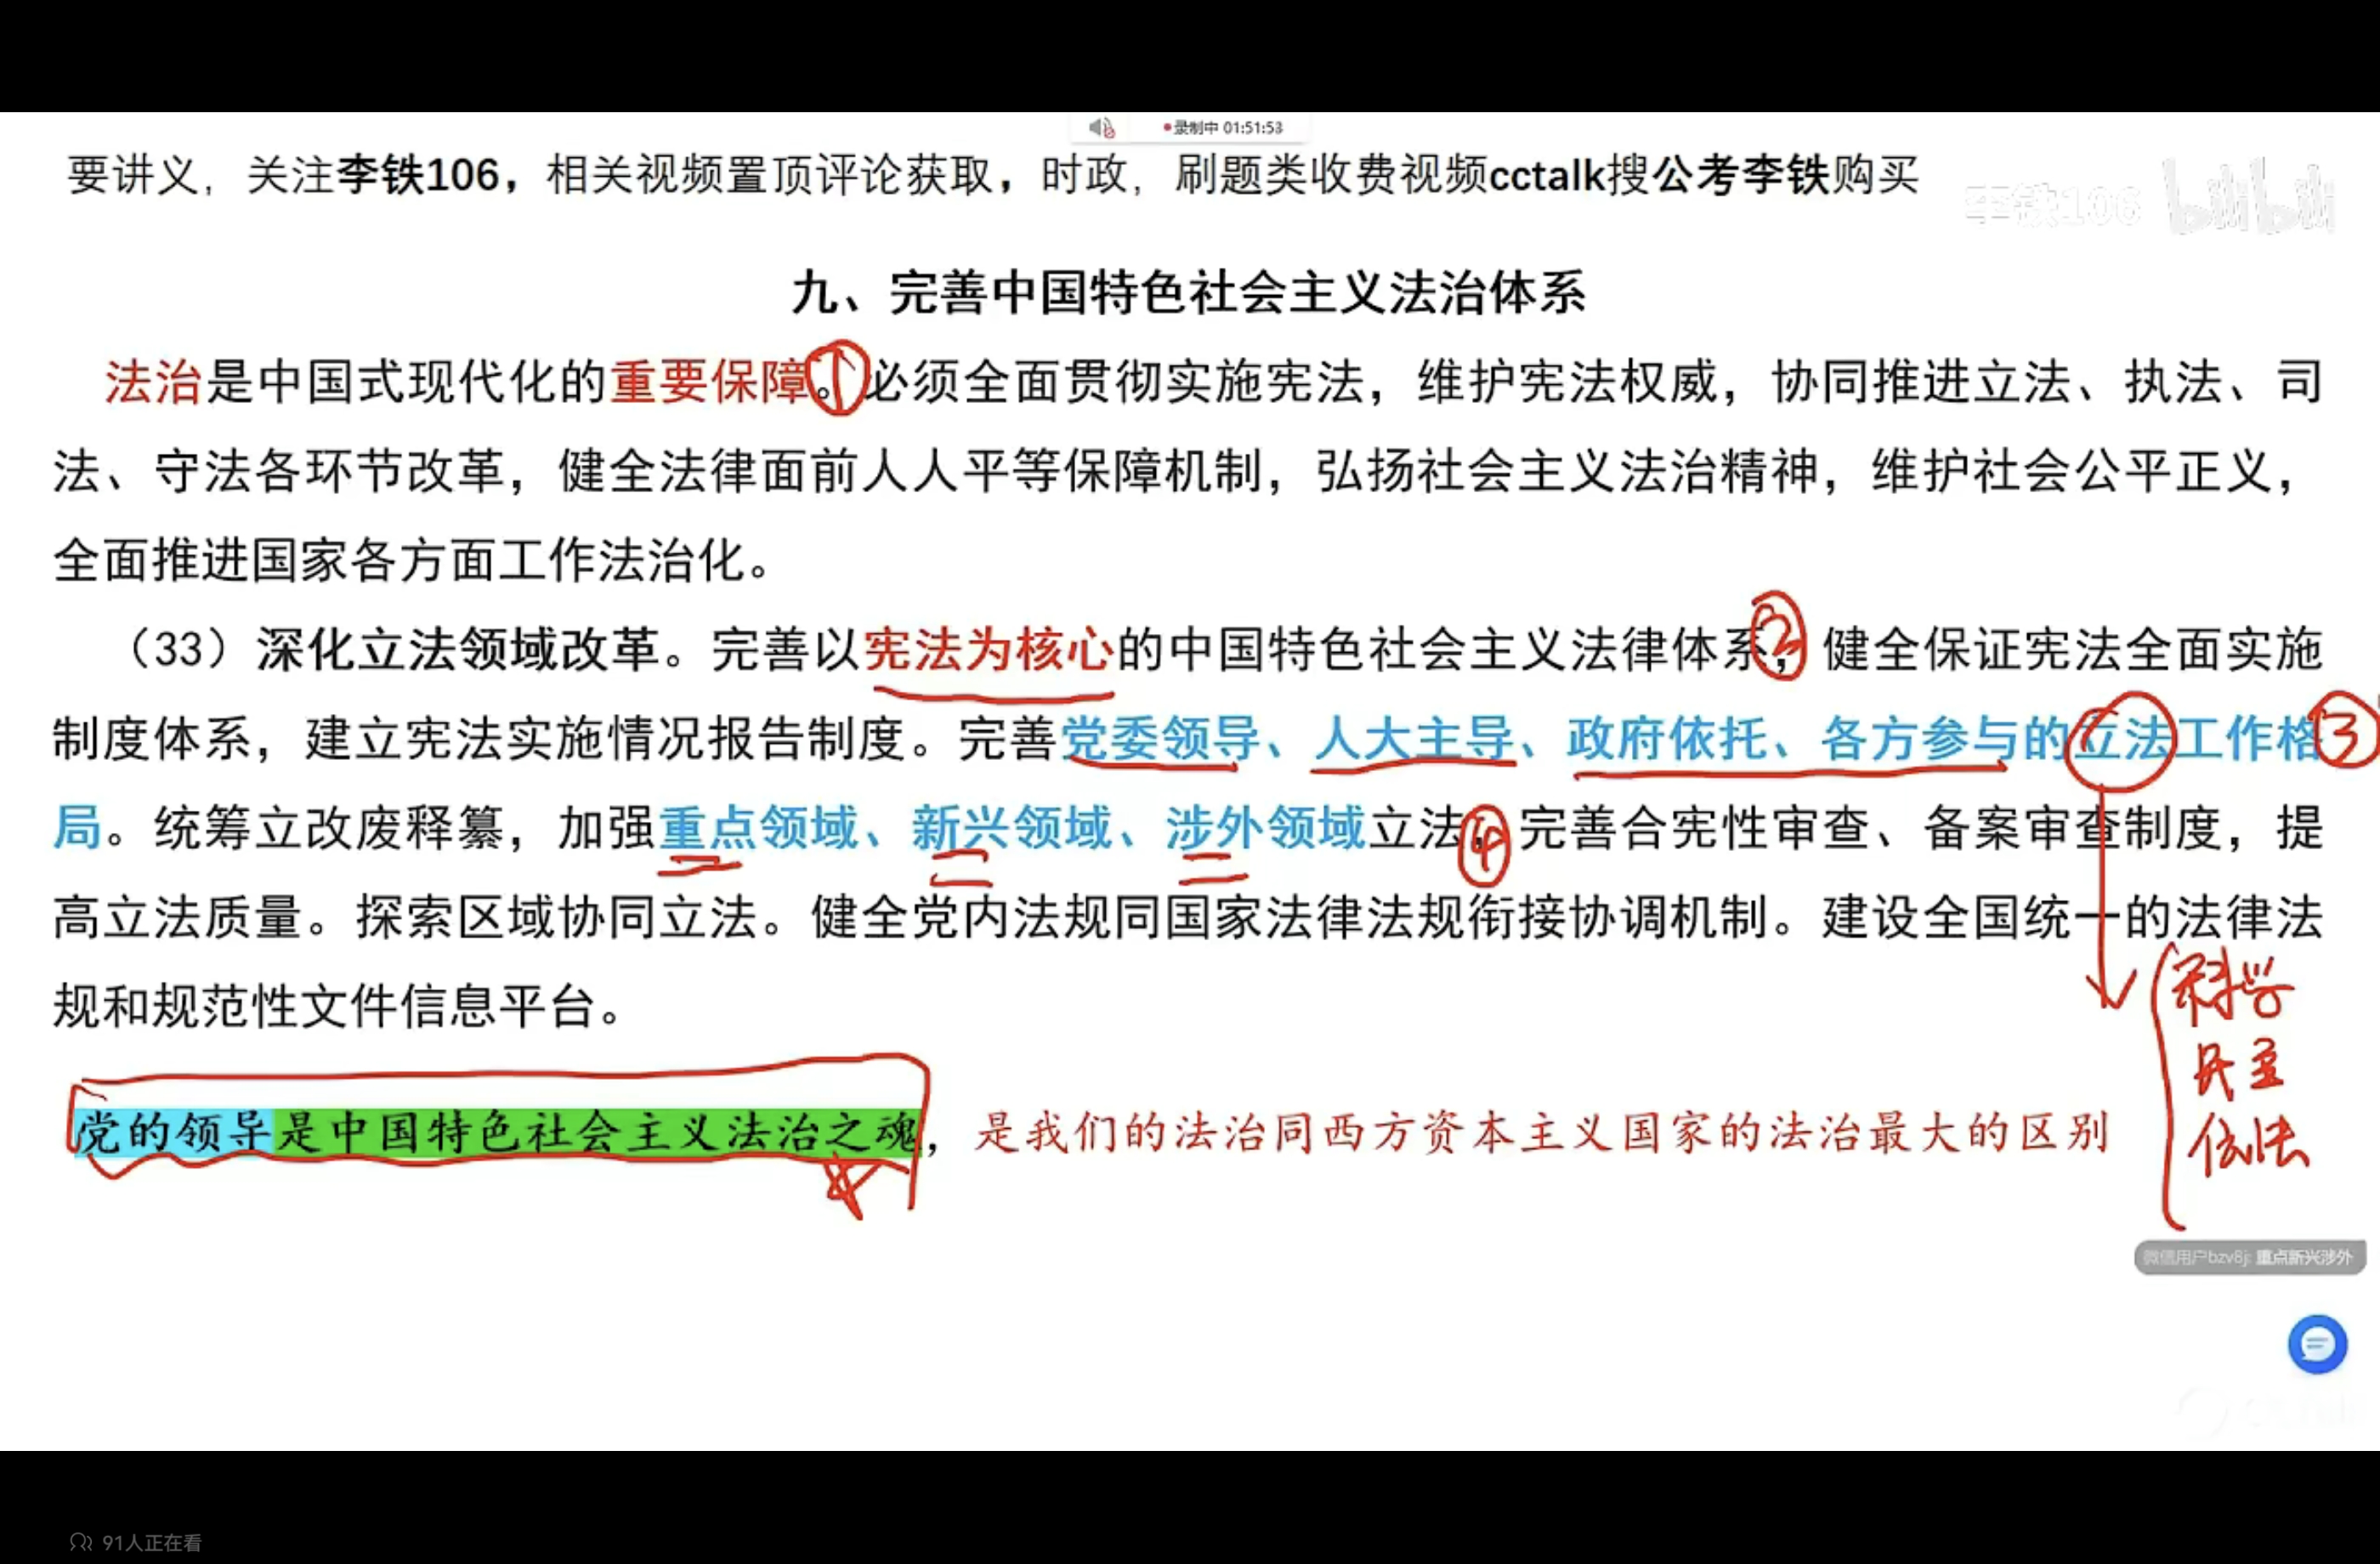 录制中 01:51:53
要讲义，关注李铁106，相关视频置顶评论获取，时政，刷题类收费视频cctalk搜公考李铁购买
李铁106 bilibili
九、完善中国特色社会主义法治体系
法治是中国式现代化的重要保障。①必须全面贯彻实施宪法，维护宪法权威，协同推进立法、执法、司
法、守法各环节改革，健全法律面前人人平等保障机制，弘扬社会主义法治精神，维护社会公平正义，
全面推进国家各方面工作法治化。
（33）深化立法领域改革。完善以宪法为核心的中国特色社会主义法律体系，②健全保证宪法全面实施
制度体系，建立宪法实施情况报告制度。完善党委领导、人大主导、政府依托、各方参与的立法工作格③
局。统筹立改废释纂，加强重点领域、新兴领域、涉外领域立法，④完善合宪性审查、备案审查制度，提
高立法质量。探索区域协同立法。健全党内法规同国家法律法规衔接协调机制。建设全国统一的法律法
规和规范性文件信息平台。
科学
民主
依法
党的领导是中国特色社会主义法治之魂，是我们的法治同西方资本主义国家的法治最大的区别
微信用户bzv8j: 重点新兴涉外
91人正在看